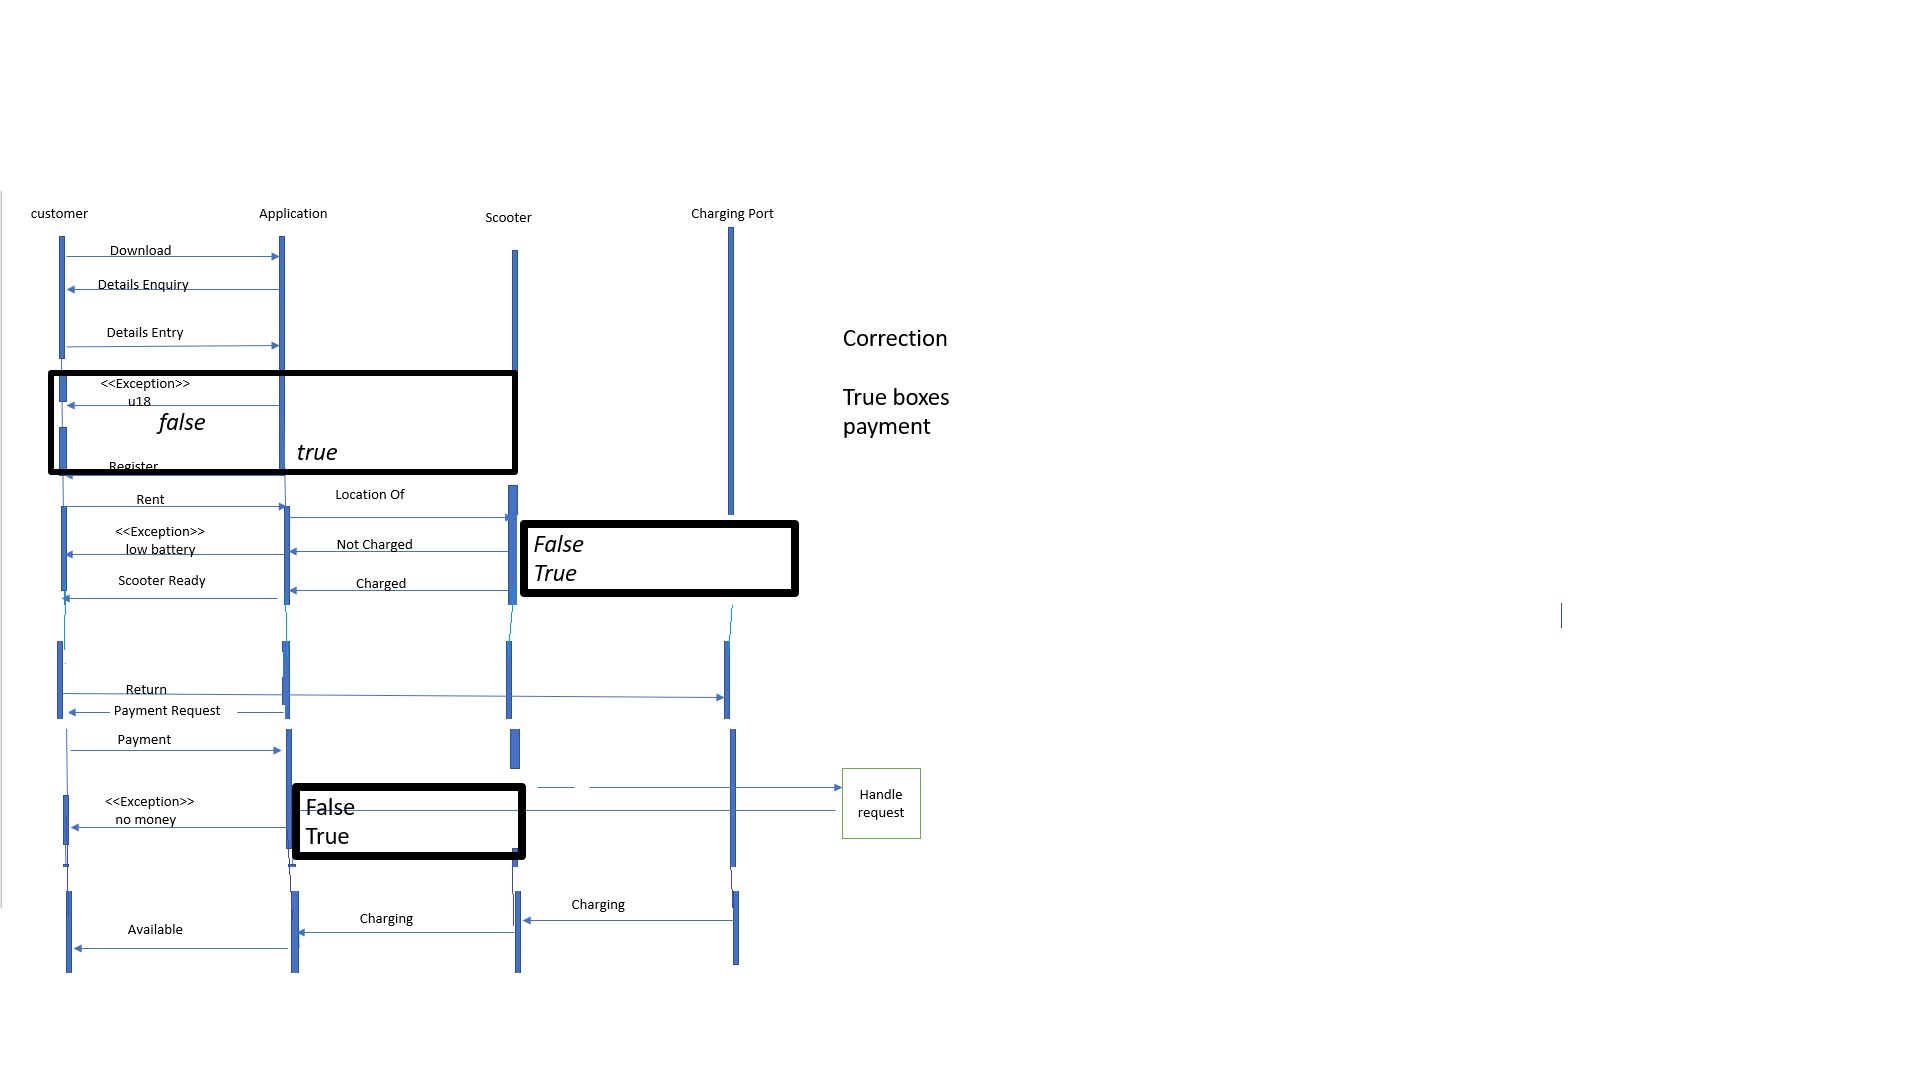 customer
Application
Scooter
Charging Port
Download
Details Enquiry
Details Entry
<<Exception>>
u18
false
true
Register
Rent
Location Of
<<Exception>>
low battery
Not Charged
Scooter Ready
Charged
False
True
Correction
True boxes
payment
Return
Payment Request
Payment
<<Exception>>
no money
False
True
Handle
request
Charging
Charging
Available